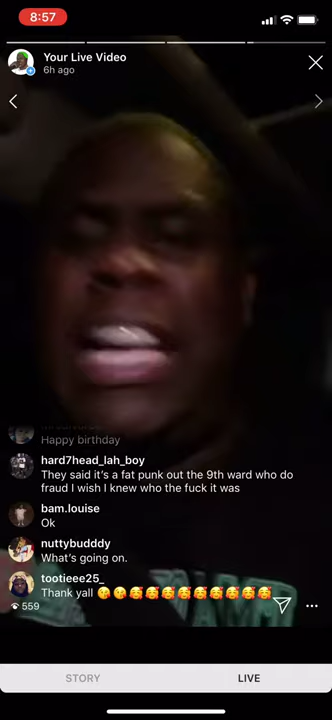 8:57
Your Live Video
6h ago
Happy birthday
hard7head_lah_boy
They said it's a fat punk out the 9th ward who do
fraud I wish I knew who the fuck it was
bam.louise
Ok
nuttybudddy
What's going on.
tootieee25_
Thank yall 😘😘🥰🥰🥰🥰🥰🥰🥰🥰🥰
559
STORY
LIVE